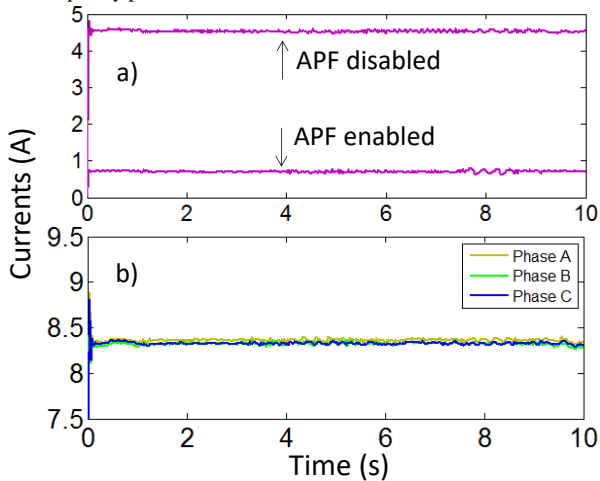 5
4
APF disabled
a)
3
2
APF enabled
1
0
0 2 4 6 8 10
Currents (A)
9.5
b)
Phase A
9
Phase B
Phase C
8.5
8
7.5
0 2 4 6 8 10
Time (s)